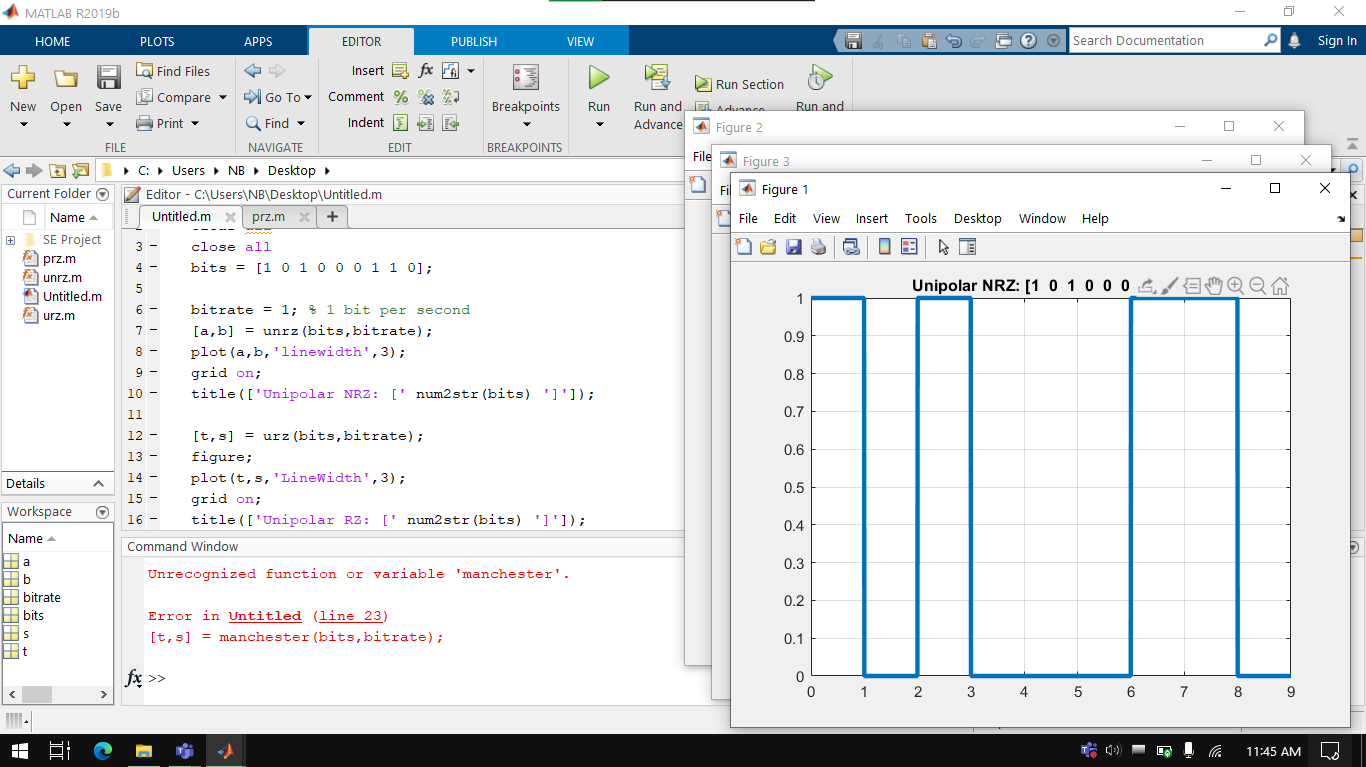 MATLAB R2019b
HOME PLOTS APPS EDITOR PUBLISH VIEW
Search Documentation
Sign In
New Open Save
Find Files
Compare
Print
FILE
Go To
Find
NAVIGATE
Insert
Comment
Indent
EDIT
Breakpoints
BREAKPOINTS
Run
Run and
Advance
Run Section
Advance
Run and
C: Users NB Desktop
Current Folder
Name
SE Project
prz.m
unrz.m
Untitled.m
urz.m
Details
Workspace
Name
a
b
bitrate
bits
s
t
Editor - C:\Users\NB\Desktop\Untitled.m
Untitled.m prz.m
2 clear all
3 close all
4 bits = [1 0 1 0 0 0 1 1 0];
5
6 bitrate = 1; % 1 bit per second
7 [a,b] = unrz(bits,bitrate);
8 plot(a,b,'linewidth',3);
9 grid on;
10 title(['Unipolar NRZ: [' num2str(bits) ']']);
11
12 [t,s] = urz(bits,bitrate);
13 figure;
14 plot(t,s,'LineWidth',3);
15 grid on;
16 title(['Unipolar RZ: [' num2str(bits) ']']);
Command Window
Unrecognized function or variable 'manchester'.
Error in Untitled (line 23)
[t,s] = manchester(bits,bitrate);
fx >>
Figure 2
File
Figure 3
Figure 1
File Edit View Insert Tools Desktop Window Help
Unipolar NRZ: [1 0 1 0 0 0
1
0.9
0.8
0.7
0.6
0.5
0.4
0.3
0.2
0.1
0
0 1 2 3 4 5 6 7 8 9
11:45 AM